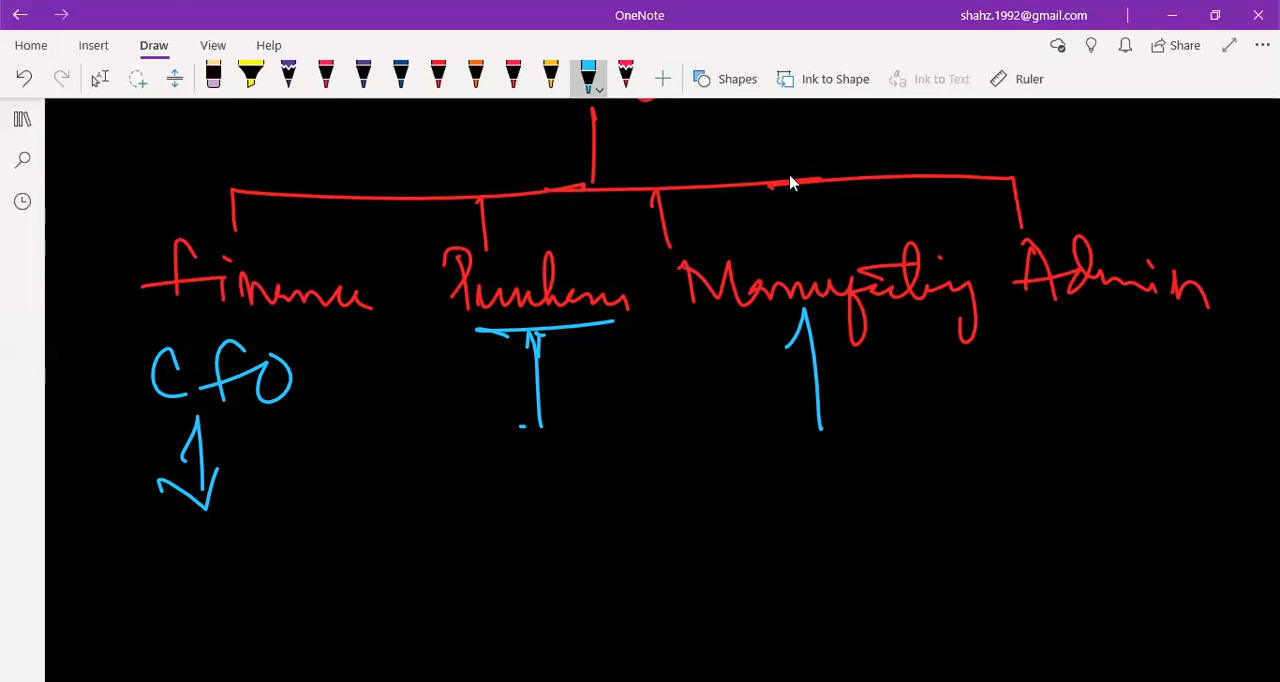 OneNote
shahz.1992@gmail.com
Home Insert Draw View Help
Share
Shapes Ink to Shape Ink to Text Ruler
Finance Purchase Manufacturing Admin
CFO